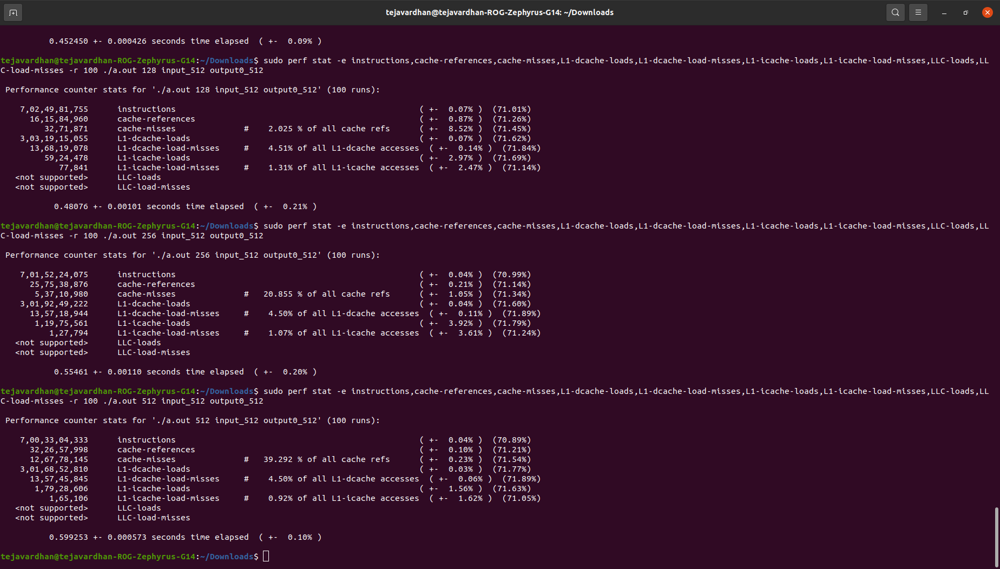 tejavardhan@tejavardhan-ROG-Zephyrus-G14: ~/Downloads
0.452450 +- 0.000426 seconds time elapsed  ( +-  0.09% )
tejavardhan@tejavardhan-ROG-Zephyrus-G14:~/Downloads$ sudo perf stat -e instructions,cache-references,cache-misses,L1-dcache-loads,L1-dcache-load-misses,L1-icache-loads,L1-icache-load-misses,LLC-loads,LL
C-load-misses -r 100 ./a.out 128 input_512 output0_512
Performance counter stats for './a.out 128 input_512 output0_512' (100 runs):
7,02,49,81,755      instructions                                                  ( +-  0.07% )  (71.01%)
16,15,84,960      cache-references                                              ( +-  0.87% )  (71.26%)
32,71,871      cache-misses              #    2.025 % of all cache refs      ( +-  8.52% )  (71.45%)
3,03,19,15,055      L1-dcache-loads                                               ( +-  0.07% )  (71.62%)
13,68,19,078      L1-dcache-load-misses     #    4.51% of all L1-dcache accesses  ( +-  0.14% )  (71.84%)
59,24,478      L1-icache-loads                                               ( +-  2.97% )  (71.69%)
77,841      L1-icache-load-misses     #    1.31% of all L1-icache accesses  ( +-  2.47% )  (71.14%)
<not supported>      LLC-loads
<not supported>      LLC-load-misses
0.48076 +- 0.00101 seconds time elapsed  ( +-  0.21% )
tejavardhan@tejavardhan-ROG-Zephyrus-G14:~/Downloads$ sudo perf stat -e instructions,cache-references,cache-misses,L1-dcache-loads,L1-dcache-load-misses,L1-icache-loads,L1-icache-load-misses,LLC-loads,LL
C-load-misses -r 100 ./a.out 256 input_512 output0_512
Performance counter stats for './a.out 256 input_512 output0_512' (100 runs):
7,01,52,24,075      instructions                                                  ( +-  0.04% )  (70.99%)
25,75,38,876      cache-references                                              ( +-  0.21% )  (71.14%)
5,37,10,980      cache-misses              #   20.855 % of all cache refs      ( +-  1.05% )  (71.34%)
3,01,92,49,222      L1-dcache-loads                                               ( +-  0.04% )  (71.60%)
13,57,18,944      L1-dcache-load-misses     #    4.50% of all L1-dcache accesses  ( +-  0.11% )  (71.89%)
1,19,75,561      L1-icache-loads                                               ( +-  3.92% )  (71.79%)
1,27,794      L1-icache-load-misses     #    1.07% of all L1-icache accesses  ( +-  3.61% )  (71.24%)
<not supported>      LLC-loads
<not supported>      LLC-load-misses
0.55461 +- 0.00110 seconds time elapsed  ( +-  0.20% )
tejavardhan@tejavardhan-ROG-Zephyrus-G14:~/Downloads$ sudo perf stat -e instructions,cache-references,cache-misses,L1-dcache-loads,L1-dcache-load-misses,L1-icache-loads,L1-icache-load-misses,LLC-loads,LL
C-load-misses -r 100 ./a.out 512 input_512 output0_512
Performance counter stats for './a.out 512 input_512 output0_512' (100 runs):
7,00,33,04,333      instructions                                                  ( +-  0.04% )  (70.89%)
32,26,57,998      cache-references                                              ( +-  0.10% )  (71.21%)
12,67,78,145      cache-misses              #   39.292 % of all cache refs      ( +-  0.23% )  (71.54%)
3,01,68,52,810      L1-dcache-loads                                               ( +-  0.03% )  (71.77%)
13,57,45,845      L1-dcache-load-misses     #    4.50% of all L1-dcache accesses  ( +-  0.06% )  (71.89%)
1,79,28,606      L1-icache-loads                                               ( +-  1.56% )  (71.63%)
1,65,106      L1-icache-load-misses     #    0.92% of all L1-icache accesses  ( +-  1.62% )  (71.05%)
<not supported>      LLC-loads
<not supported>      LLC-load-misses
0.599253 +- 0.000573 seconds time elapsed  ( +-  0.10% )
tejavardhan@tejavardhan-ROG-Zephyrus-G14:~/Downloads$